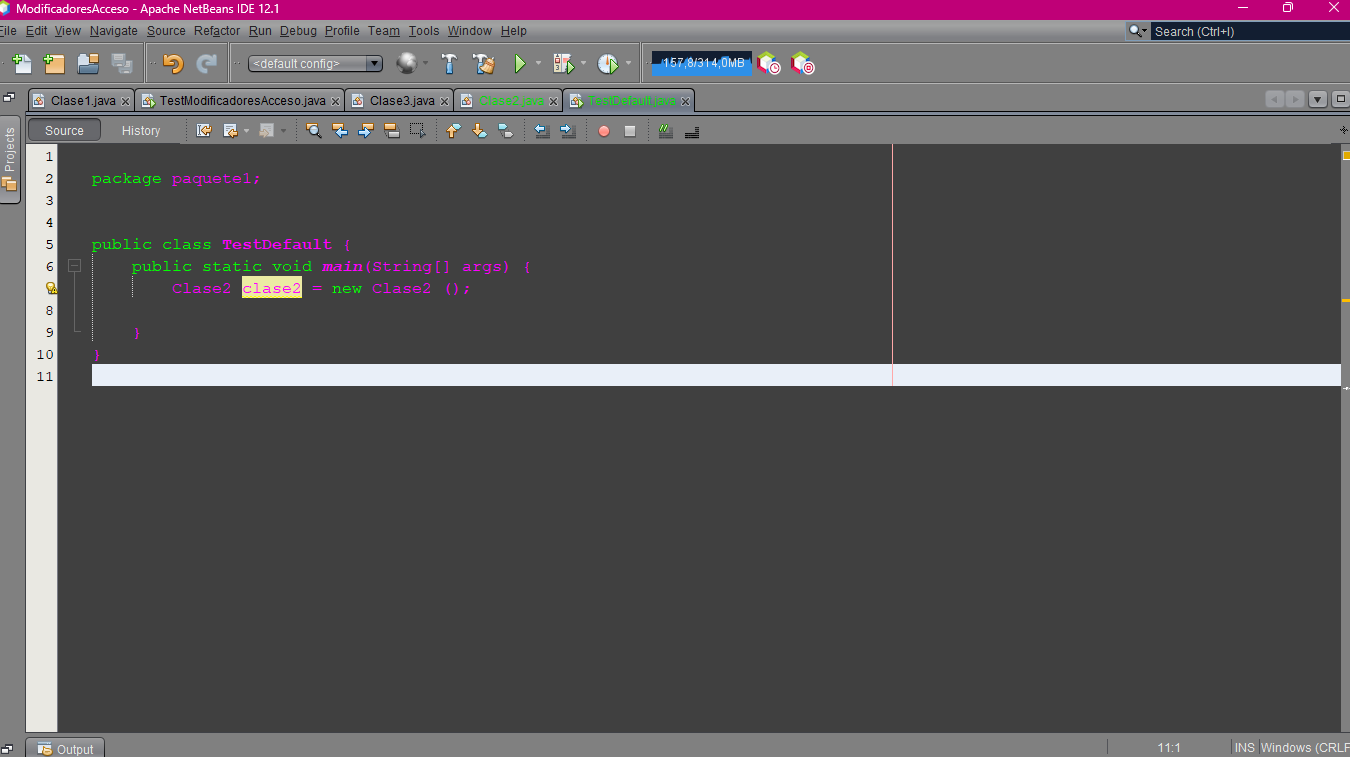 ModificadoresAcceso - Apache NetBeans IDE 12.1
File Edit View Navigate Source Refactor Run Debug Profile Team Tools Window Help
Search (Ctrl+I)
<default config>
157,8/314,0MB
Clase1.java TestModificadoresAcceso.java Clase3.java Clase2.java TestDefault.java
Projects
Source History
1
2 package paquete1;
3
4
5 public class TestDefault {
6 public static void main(String[] args) {
Clase2 clase2 = new Clase2 ();
8
9 }
10 }
11
Output
11:1 INS Windows (CRLF